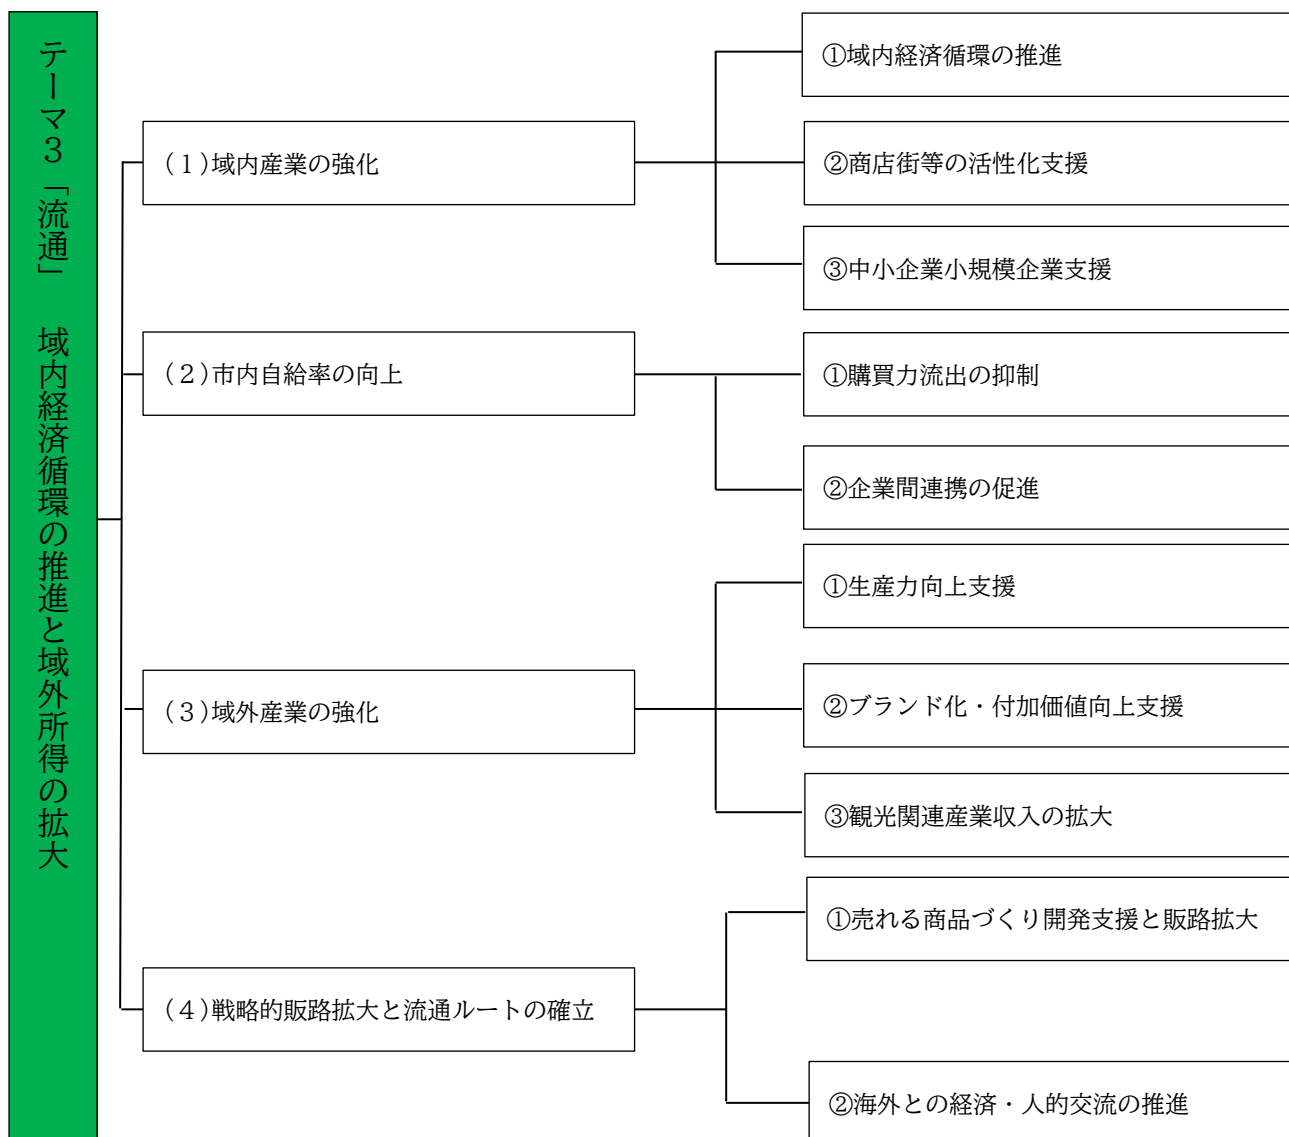 テーマ３「流通」　域内経済循環の推進と域外所得の拡大
（１）域内産業の強化
①域内経済循環の推進
②商店街等の活性化支援
③中小企業小規模企業支援
（２）市内自給率の向上
①購買力流出の抑制
②企業間連携の促進
（３）域外産業の強化
①生産力向上支援
②ブランド化・付加価値向上支援
③観光関連産業収入の拡大
（４）戦略的販路拡大と流通ルートの確立
①売れる商品づくり開発支援と販路拡大
②海外との経済・人的交流の推進